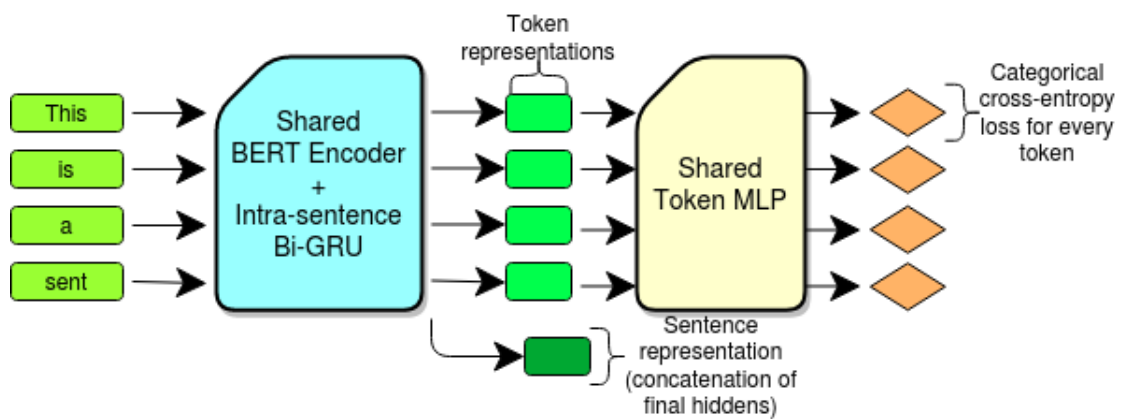 Token
representations
This
is
a
sent
Shared
BERT Encoder
+
Intra-sentence
Bi-GRU
Shared
Token MLP
Categorical
cross-entropy
loss for every
token
Sentence
representation
(concatenation of
final hiddens)